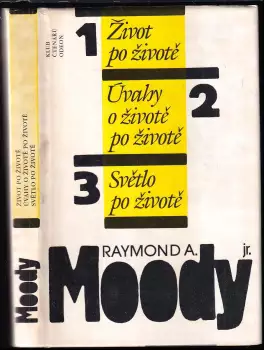 ŽIVOT PO ŽIVOTĚ
ÚVAHY O ŽIVOTĚ PO ŽIVOTĚ
SVĚTLO PO ŽIVOTĚ
Moody
KLUB
ČTENÁŘŮ
ODEON
1
Život
po životě
Úvahy
o životě
po životě
2
3
Světlo
po životě
RAYMOND A.
jr.
Moody